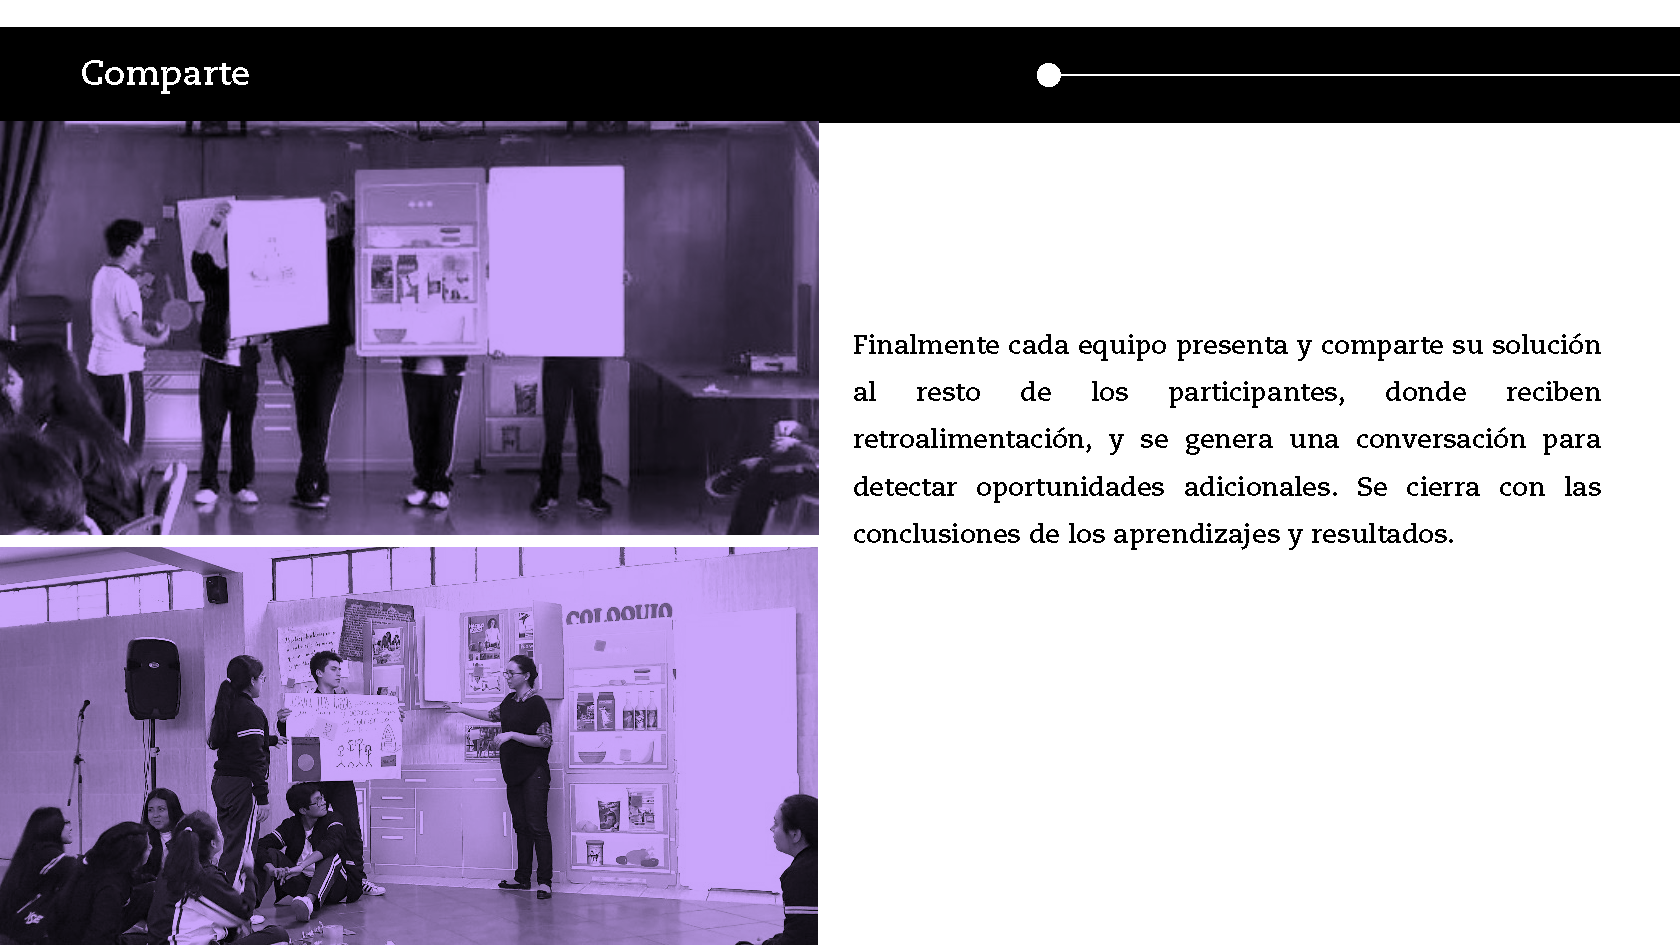 Comparte
Finalmente cada equipo presenta y comparte su solución
al resto de los participantes, donde reciben
retroalimentación, y se genera una conversación para
detectar oportunidades adicionales. Se cierra con las
conclusiones de los aprendizajes y resultados.
COLOQUIO